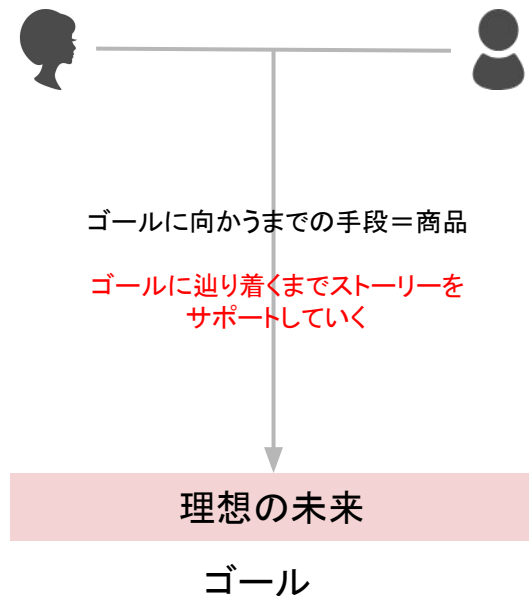 ゴールに向かうまでの手段＝商品
ゴールに辿り着くまでストーリーを
サポートしていく
理想の未来
ゴール